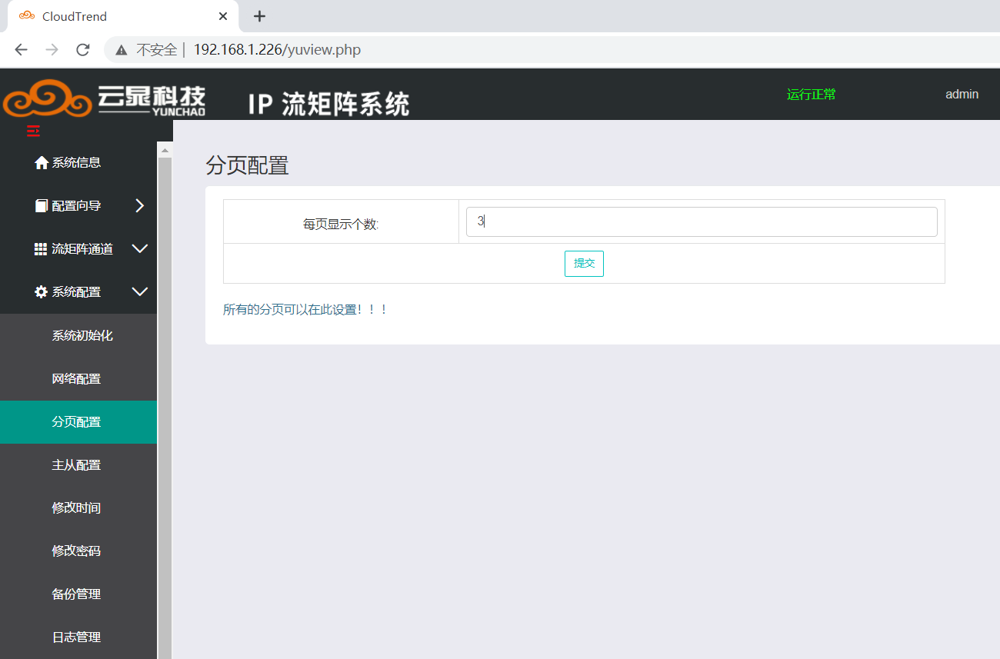 CloudTrend
不安全 | 192.168.1.226/yuview.php
云晁科技
YUNCHAO
IP 流矩阵系统
运行正常
admin
系统信息
配置向导
流矩阵通道
系统配置
系统初始化
网络配置
分页配置
主从配置
修改时间
修改密码
备份管理
日志管理
分页配置
每页显示个数:
3
提交
所有的分页可以在此设置！！！